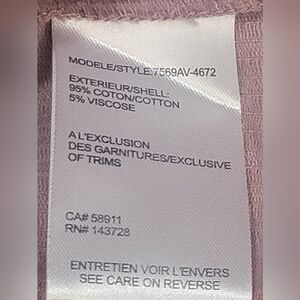 MODELE/STYLE:7569AV-4672
EXTERIEUR/SHELL:
95% COTON/COTTON
5% VISCOSE
A L'EXCLUSION
DES GARNITURES/EXCLUSIVE
OF TRIMS
CA# 58911
RN# 143728
ENTRETIEN VOIR L'ENVERS
SEE CARE ON REVERSE